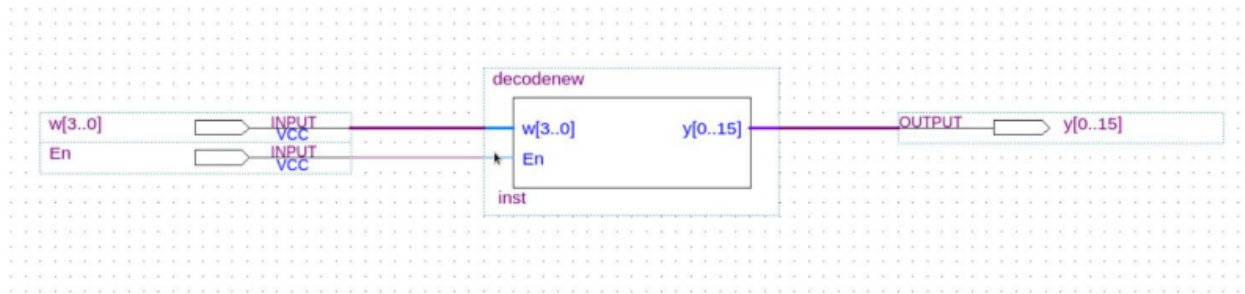 decodenew
w[3..0] INPUT VCC w[3..0] y[0..15] OUTPUT y[0..15]
En INPUT VCC En
inst